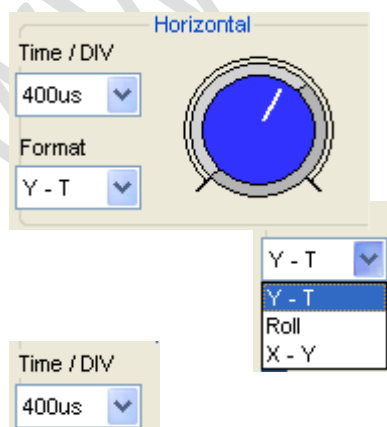 Horizontal
Time / DIV
400us
Format
Y - T
Y - T
Y - T
Roll
X - Y
Time / DIV
400us